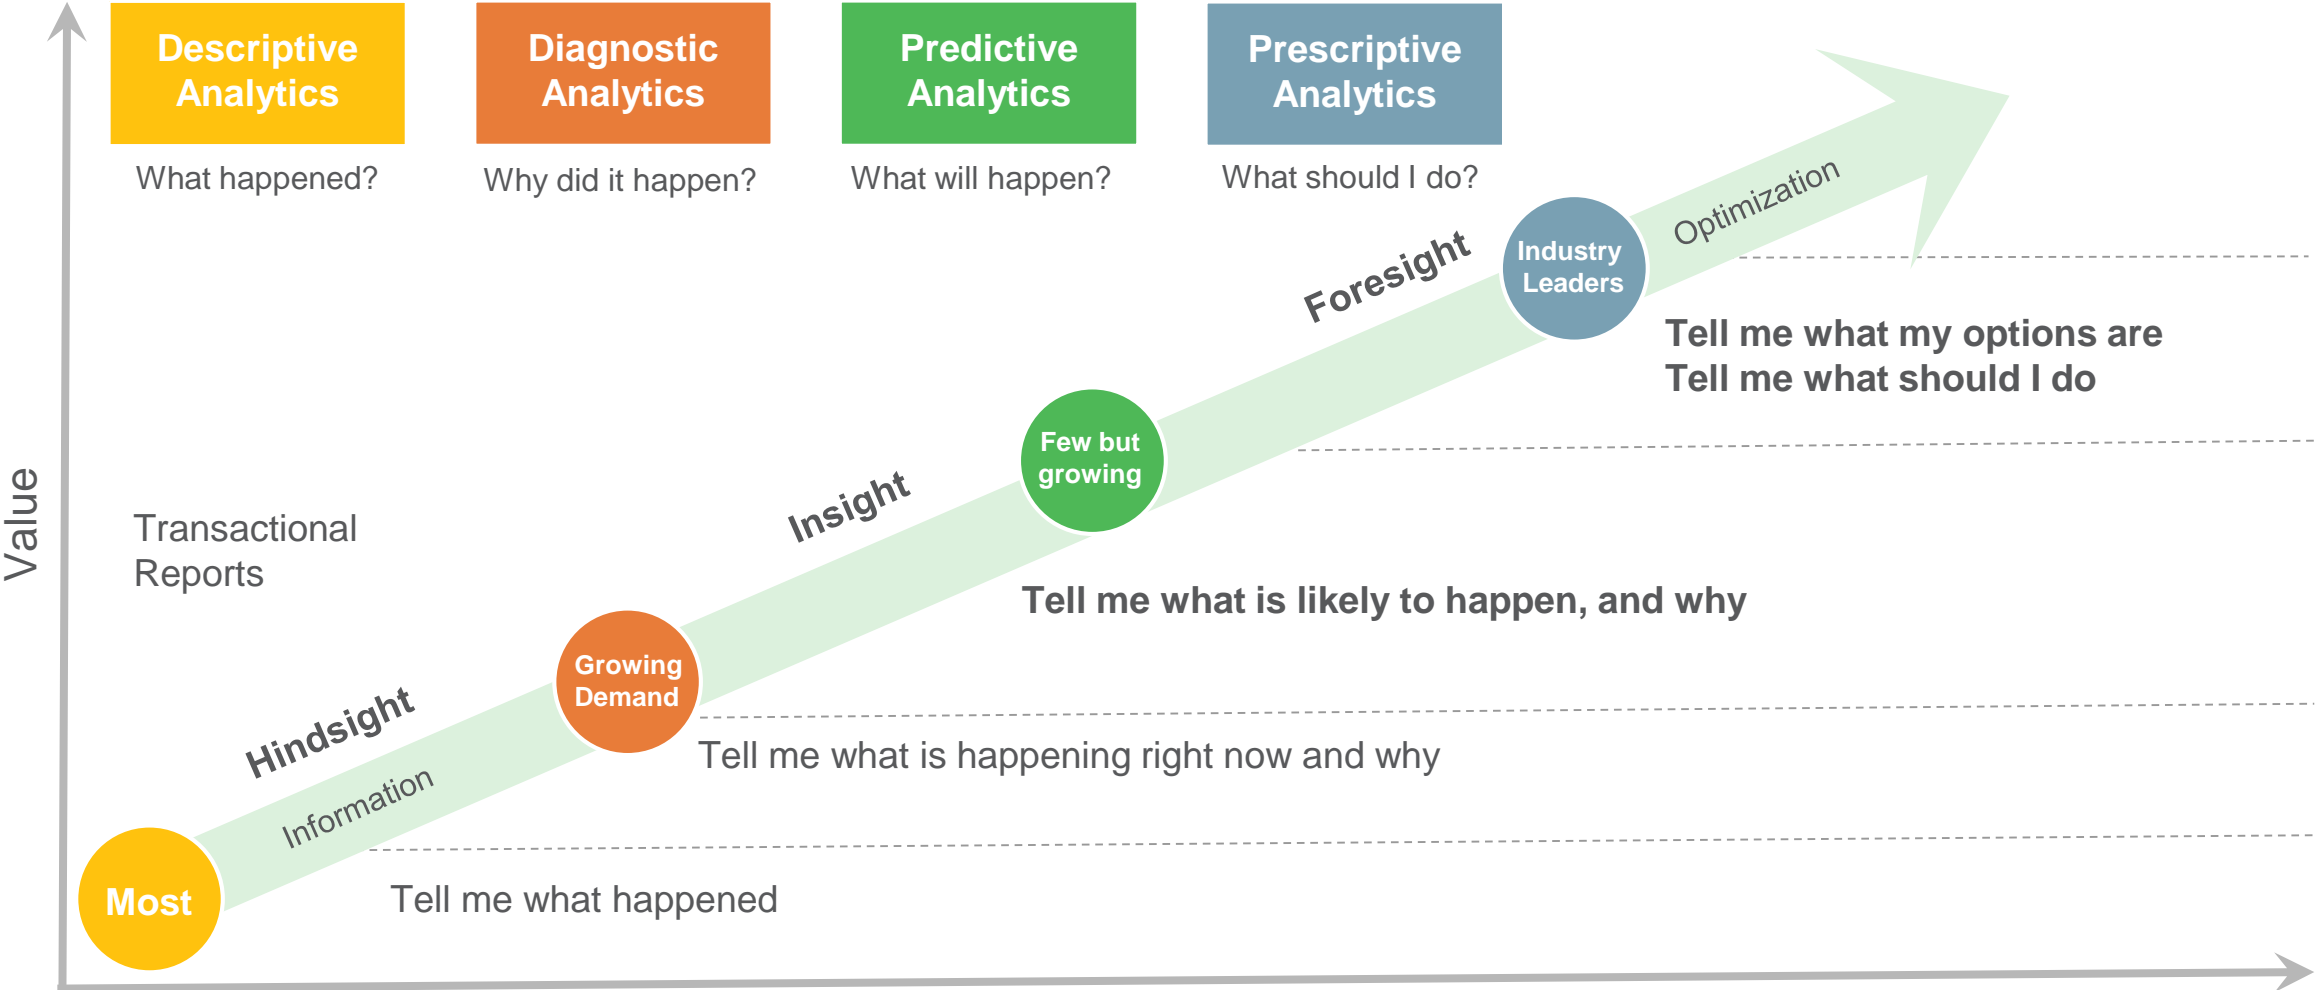 Descriptive
Analytics
What happened?
Diagnostic
Analytics
Why did it happen?
Predictive
Analytics
What will happen?
Prescriptive
Analytics
What should I do?
Optimization
Industry
Leaders
Foresight
Tell me what my options are
Tell me what should I do
Few but
growing
Insight
Value
Transactional
Reports
Tell me what is likely to happen, and why
Growing
Demand
Hindsight
Tell me what is happening right now and why
Information
Most
Tell me what happened